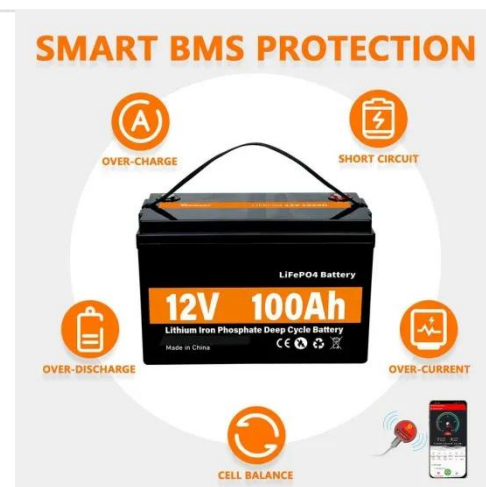 SMART BMS PROTECTION
OVER-CHARGE
SHORT CIRCUIT
LiFePO4 Battery
12V 100Ah
Lithium Iron Phosphate Deep Cycle Battery
Made in China
OVER-DISCHARGE
OVER-CURRENT
CELL BALANCE